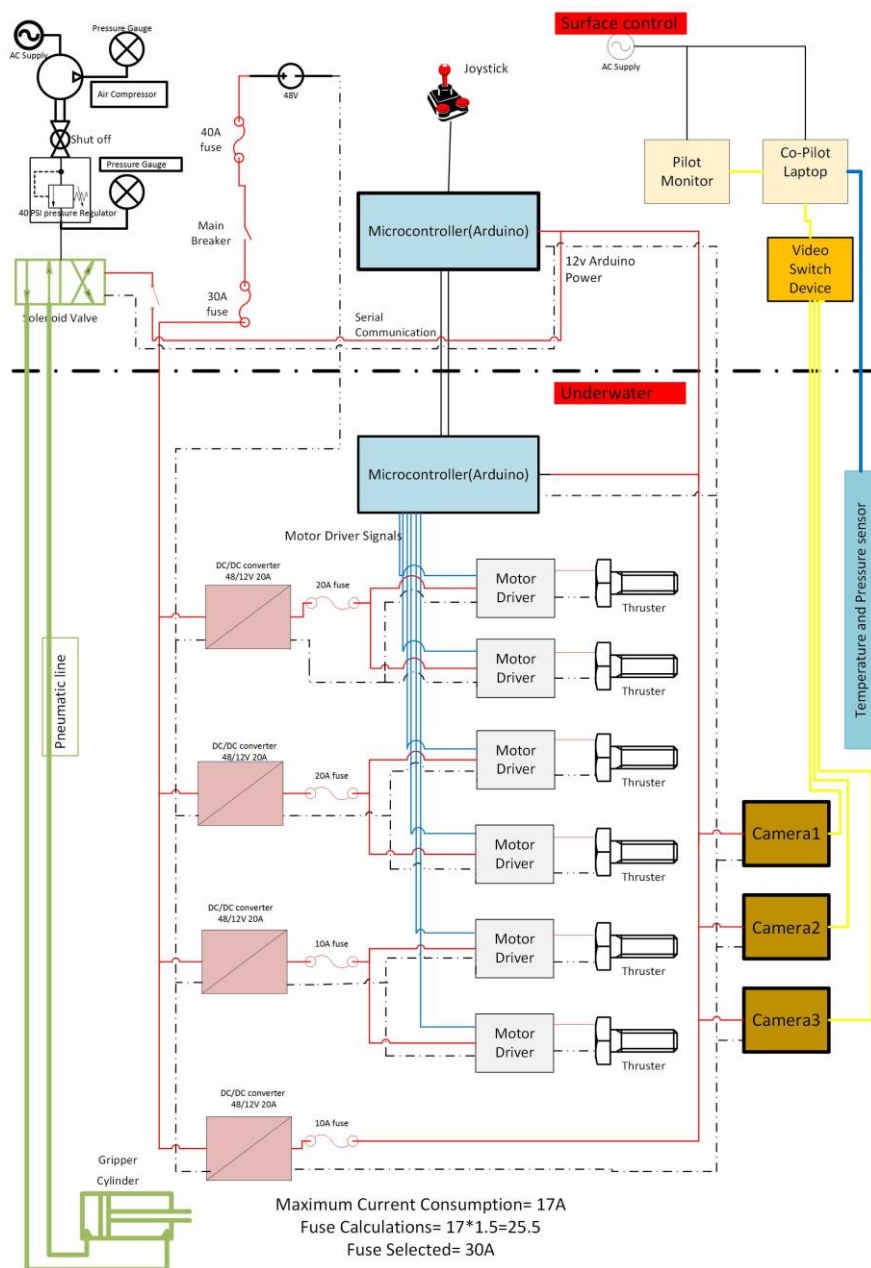 Surface control
Pressure Gauge
AC Supply
Air Compressor
Shut off
Pressure Gauge
40 PSI pressure Regulator
Solenoid Valve
48V
40A
fuse
Main
Breaker
30A
fuse
Joystick
Microcontroller(Arduino)
12v Arduino
Power
Serial
Communication
AC Supply
Pilot
Monitor
Co-Pilot
Laptop
Video
Switch
Device
Underwater
Microcontroller(Arduino)
Motor Driver Signals
Temperature and Pressure sensor
Pneumatic line
DC/DC converter
48/12V 20A
20A fuse
Motor
Driver
Thruster
Motor
Driver
Thruster
DC/DC converter
48/12V 20A
20A fuse
Motor
Driver
Thruster
Motor
Driver
Thruster
Camera1
DC/DC converter
48/12V 20A
10A fuse
Motor
Driver
Thruster
Camera2
Motor
Driver
Thruster
Camera3
DC/DC converter
48/12V 20A
10A fuse
Gripper
Cylinder
Maximum Current Consumption= 17A
Fuse Calculations= 17*1.5=25.5
Fuse Selected= 30A